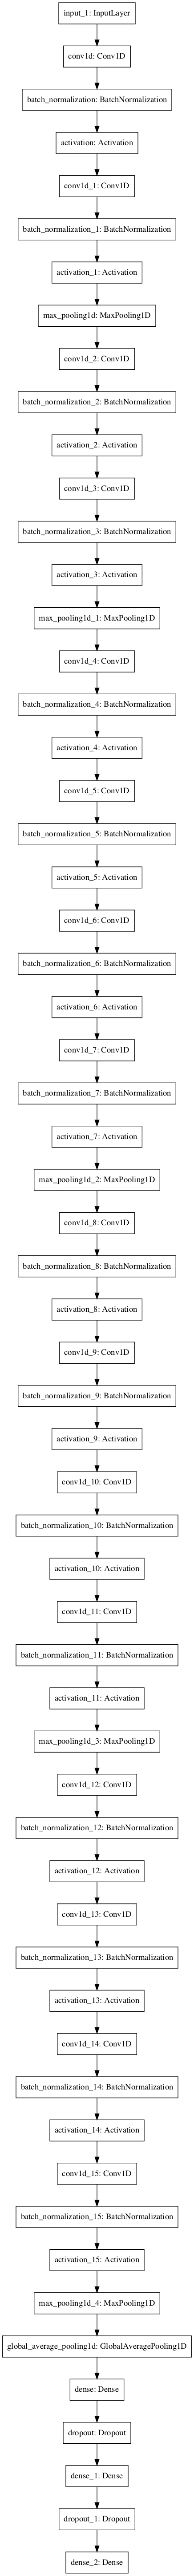 input_1: InputLayer
conv1d: Conv1D
batch_normalization: BatchNormalization
activation: Activation
conv1d_1: Conv1D
batch_normalization_1: BatchNormalization
activation_1: Activation
max_pooling1d: MaxPooling1D
conv1d_2: Conv1D
batch_normalization_2: BatchNormalization
activation_2: Activation
conv1d_3: Conv1D
batch_normalization_3: BatchNormalization
activation_3: Activation
max_pooling1d_1: MaxPooling1D
conv1d_4: Conv1D
batch_normalization_4: BatchNormalization
activation_4: Activation
conv1d_5: Conv1D
batch_normalization_5: BatchNormalization
activation_5: Activation
conv1d_6: Conv1D
batch_normalization_6: BatchNormalization
activation_6: Activation
conv1d_7: Conv1D
batch_normalization_7: BatchNormalization
activation_7: Activation
max_pooling1d_2: MaxPooling1D
conv1d_8: Conv1D
batch_normalization_8: BatchNormalization
activation_8: Activation
conv1d_9: Conv1D
batch_normalization_9: BatchNormalization
activation_9: Activation
conv1d_10: Conv1D
batch_normalization_10: BatchNormalization
activation_10: Activation
conv1d_11: Conv1D
batch_normalization_11: BatchNormalization
activation_11: Activation
max_pooling1d_3: MaxPooling1D
conv1d_12: Conv1D
batch_normalization_12: BatchNormalization
activation_12: Activation
conv1d_13: Conv1D
batch_normalization_13: BatchNormalization
activation_13: Activation
conv1d_14: Conv1D
batch_normalization_14: BatchNormalization
activation_14: Activation
conv1d_15: Conv1D
batch_normalization_15: BatchNormalization
activation_15: Activation
max_pooling1d_4: MaxPooling1D
global_average_pooling1d: GlobalAveragePooling1D
dense: Dense
dropout: Dropout
dense_1: Dense
dropout_1: Dropout
dense_2: Dense